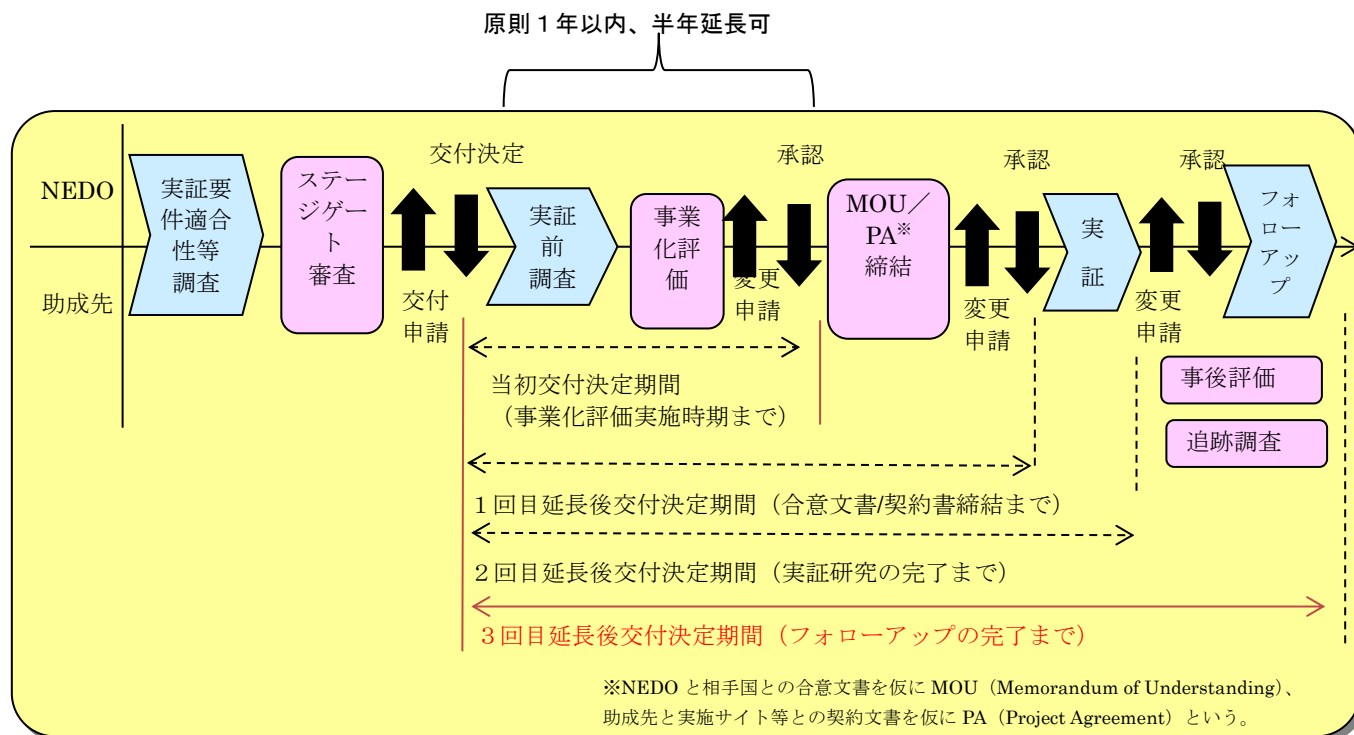 原則１年以内、半年延長可
NEDO
助成先
実証要
件適合
性等
調査
ステー
ジゲー
ト
審査
交付決定
交付
申請
実証
前
調査
事業
化評
価
承認
変更
申請
MOU／
PA※
締結
承認
変更
申請
実
証
承認
変更
申請
フォローアップ
事後評価
追跡調査
当初交付決定期間
（事業化評価実施時期まで）
１回目延長後交付決定期間（合意文書/契約書締結まで）
２回目延長後交付決定期間（実証研究の完了まで）
３回目延長後交付決定期間（フォローアップの完了まで）
※NEDO と相手国との合意文書を仮に MOU（Memorandum of Understanding）、
助成先と実施サイト等との契約文書を仮に PA（Project Agreement）という。